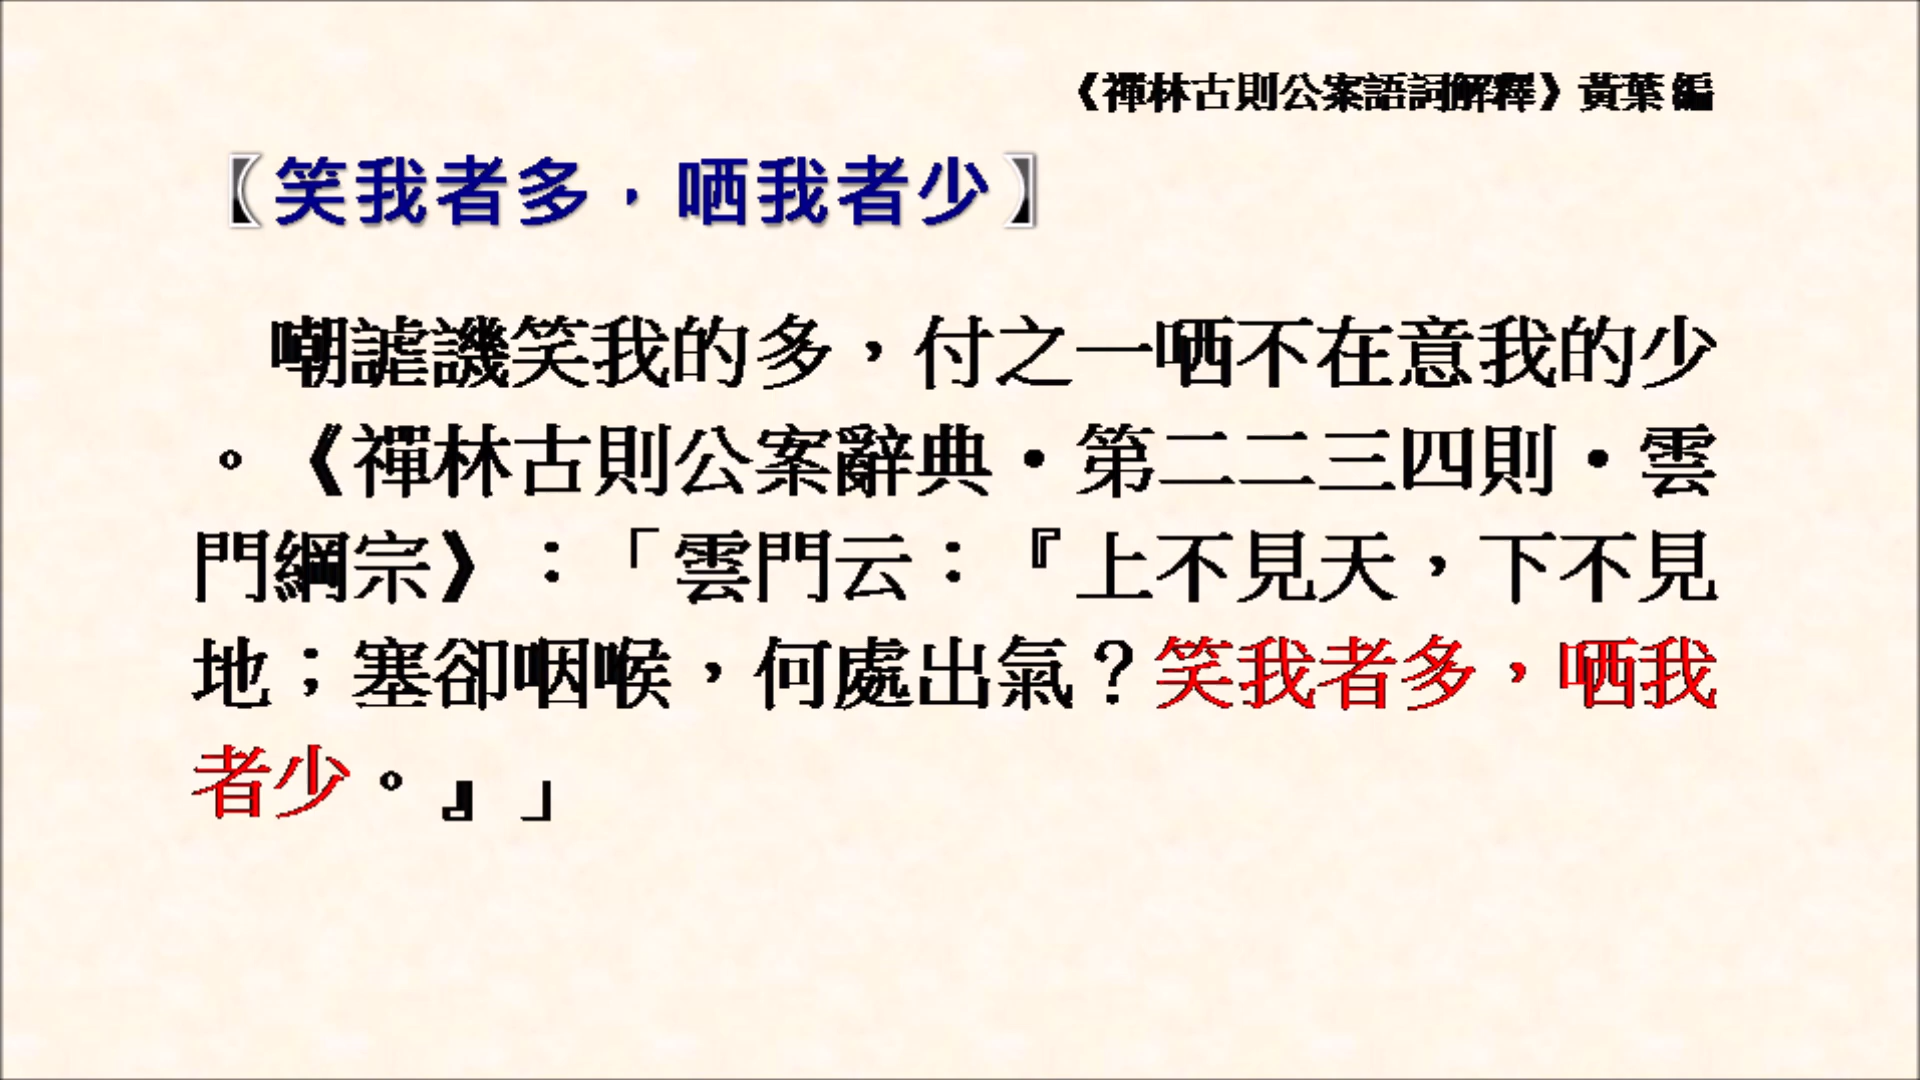 《禪林古則公案語詞解釋》黃葉 編
【笑我者多，哂我者少】
嘲謔譏笑我的多，付之一哂不在意我的少
。《禪林古則公案辭典•第二二三四則•雲
門綱宗》：「雲門云：『上不見天，下不見
地；塞卻咽喉，何處出氣？笑我者多，哂我
者少。』」